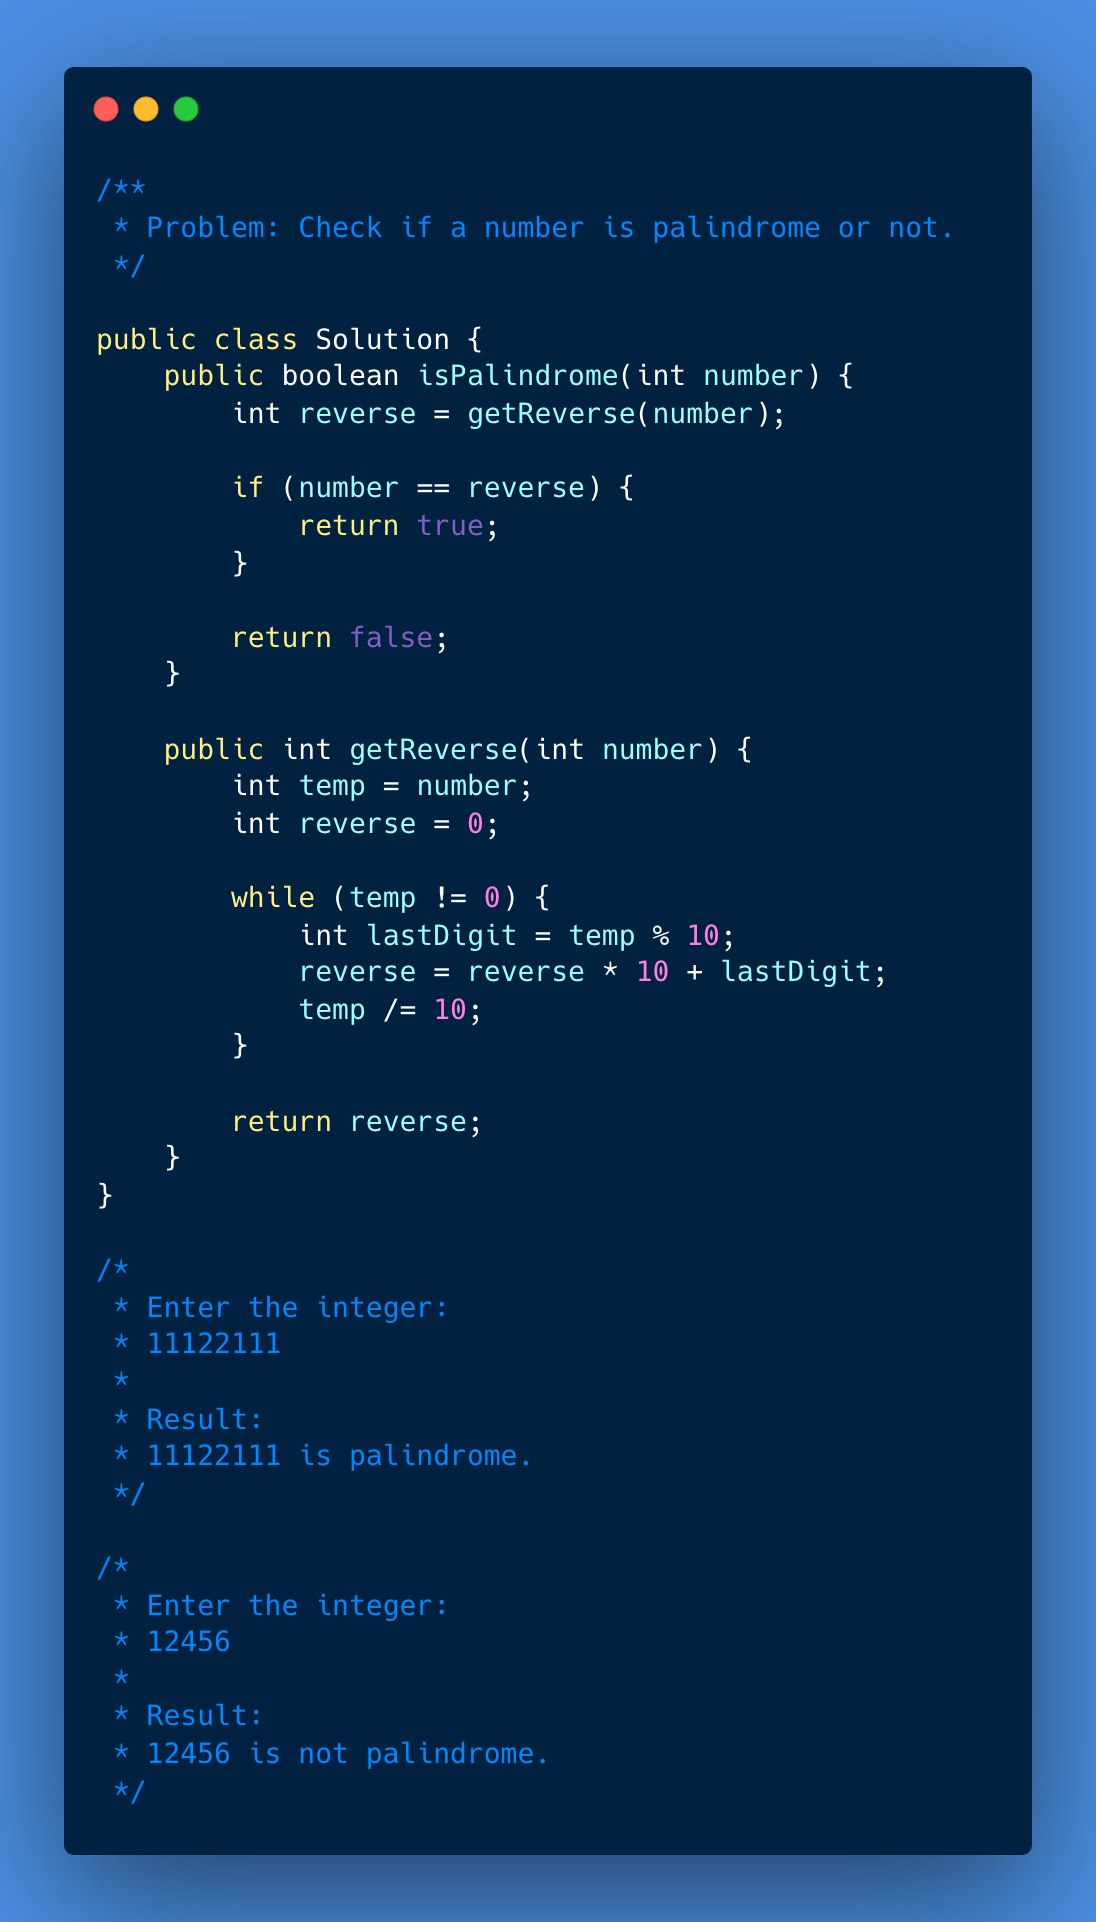 /**
 * Problem: Check if a number is palindrome or not.
 */

public class Solution {
    public boolean isPalindrome(int number) {
        int reverse = getReverse(number);

        if (number == reverse) {
            return true;
        }

        return false;
    }

    public int getReverse(int number) {
        int temp = number;
        int reverse = 0;

        while (temp != 0) {
            int lastDigit = temp % 10;
            reverse = reverse * 10 + lastDigit;
            temp /= 10;
        }

        return reverse;
    }
}

/*
 * Enter the integer:
 * 11122111
 *
 * Result:
 * 11122111 is palindrome.
 */

/*
 * Enter the integer:
 * 12456
 *
 * Result:
 * 12456 is not palindrome.
 */